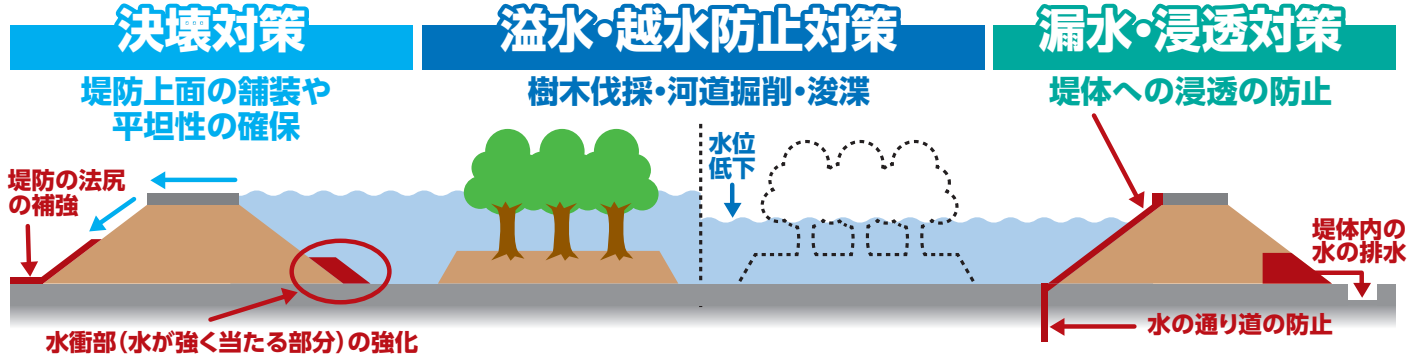 決壊対策
堤防上面の舗装や
平坦性の確保
堤防の法尻
の補強
水衝部（水が強く当たる部分）の強化
溢水・越水防止対策
樹木伐採・河道掘削・浚渫
水位
低下
漏水・浸透対策
堤体への浸透の防止
堤体内の
水の排水
水の通り道の防止